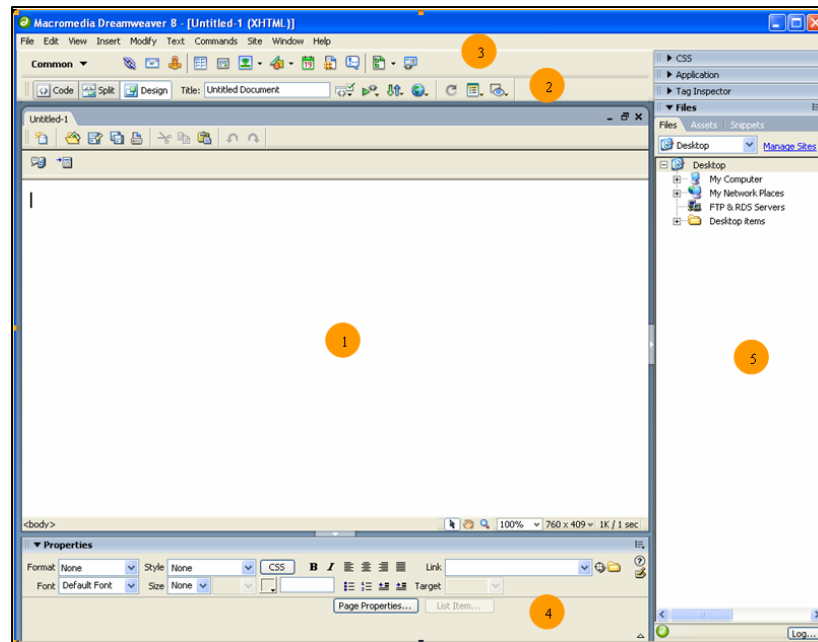 Macromedia Dreamweaver 8 - [Untitled-1 (XHTML)]
File Edit View Insert Modify Text Commands Site Window Help
3
Common
2
Code Split Design Title: Untitled Document
CSS
Application
Tag Inspector
Files
Files Assets Snippets
Desktop Manage Sites
Desktop
My Computer
My Network Places
FTP & RDS Servers
Desktop items
Untitled-1
1
5
<body> 100% 760 x 409 1K / 1 sec
Properties
Format None Style None CSS B I Link
Font Default Font Size None Target
Page Properties... List Item...
4
Log...